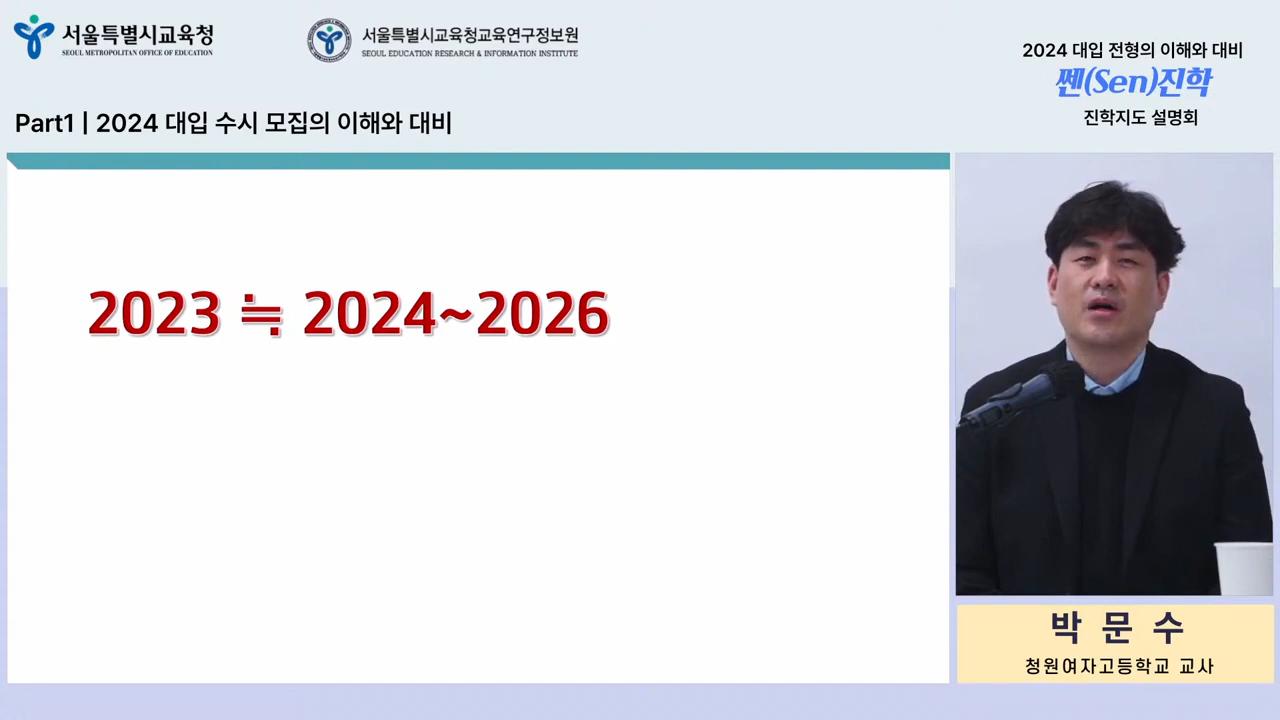 서울특별시교육청
SEOUL METROPOLITAN OFFICE OF EDUCATION
서울특별시교육청교육연구정보원
SEOUL EDUCATION RESEARCH & INFORMATION INSTITUTE
2024 대입 전형의 이해와 대비
쎈(Sen)진학
진학지도 설명회
Part1 | 2024 대입 수시 모집의 이해와 대비
2023 ≒ 2024~2026
박 문 수
청원여자고등학교 교사